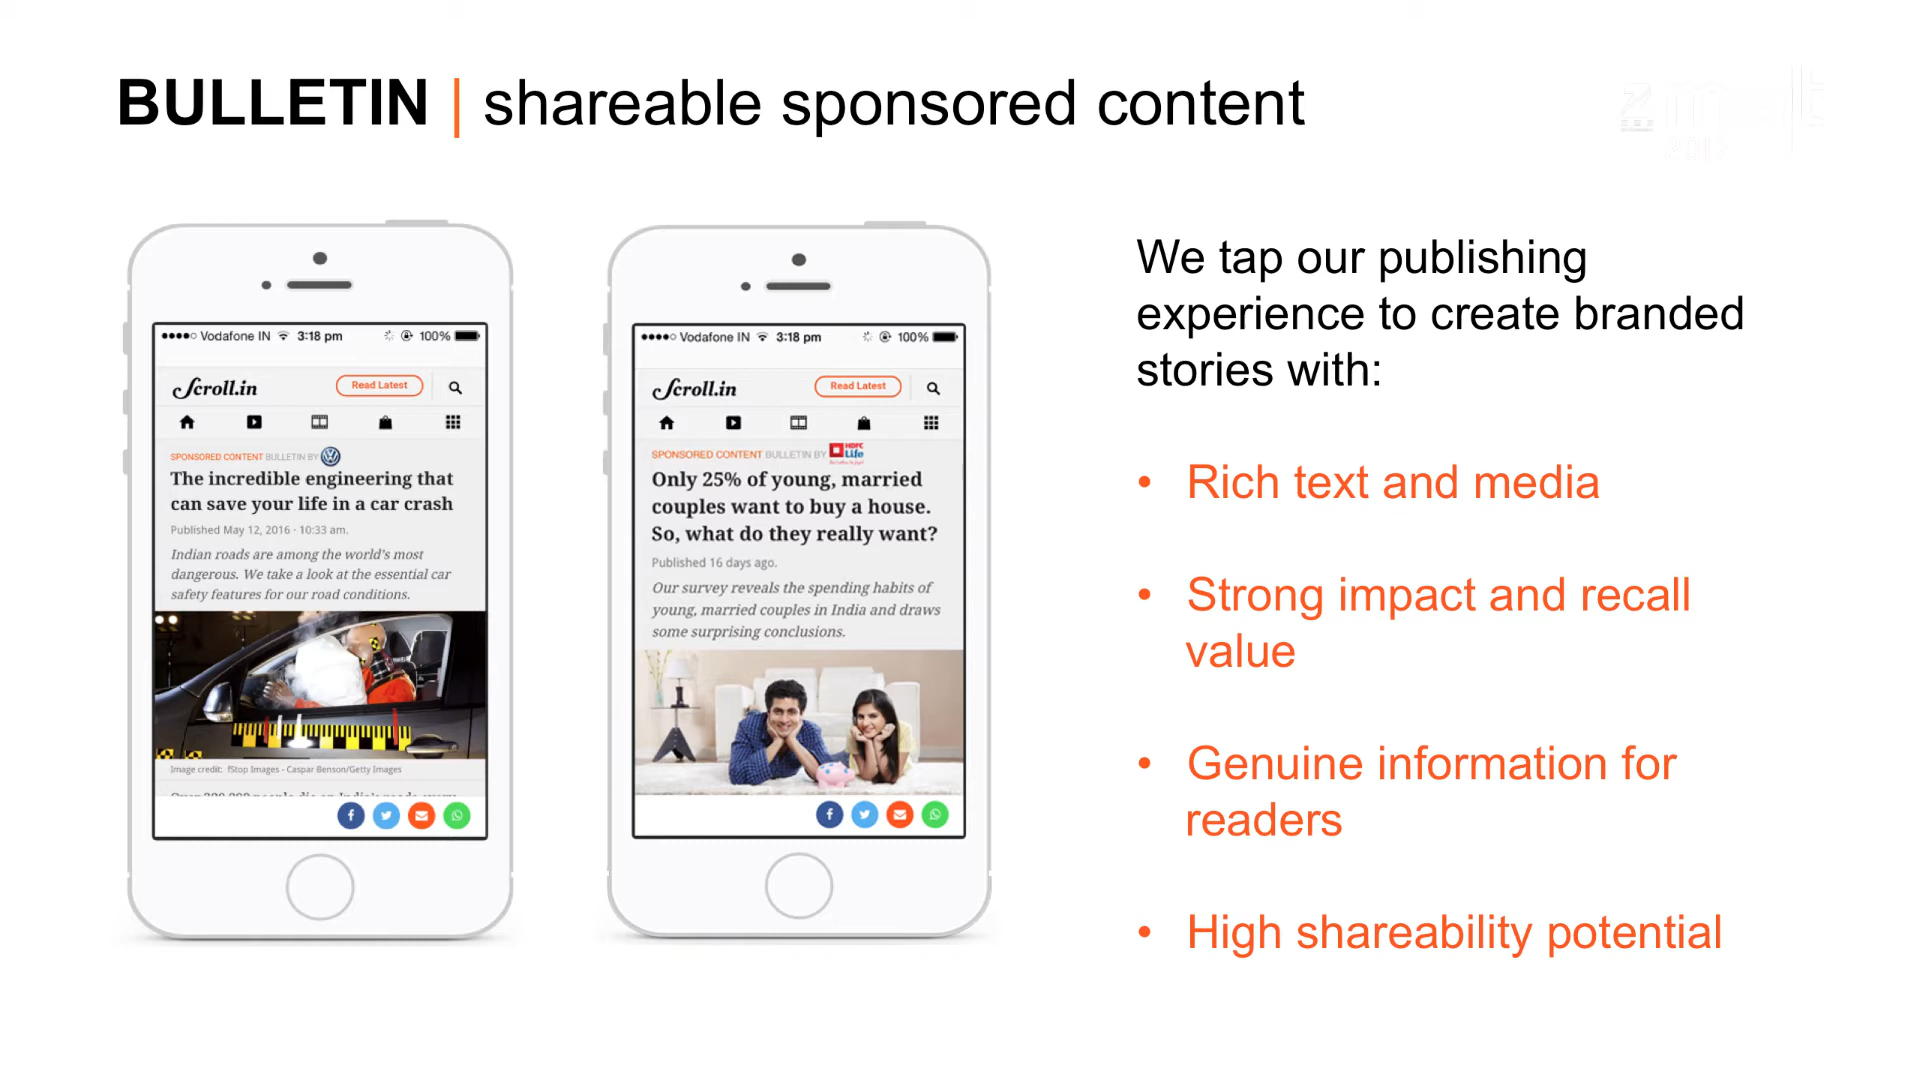 BULLETIN | shareable sponsored content
Vodafone IN 3:18 pm 100%
Scroll.in Read Latest
SPONSORED CONTENT BULLETIN BY
The incredible engineering that
can save your life in a car crash
Published May 12, 2016 · 10:33 am.
Indian roads are among the world's most
dangerous. We take a look at the essential car
safety features for our road conditions.
Image credit: fStop Images - Caspar Benson/Getty Images
Vodafone IN 3:18 pm 100%
Scroll.in Read Latest
SPONSORED CONTENT BULLETIN BY HDFC Life
Only 25% of young, married
couples want to buy a house.
So, what do they really want?
Published 16 days ago.
Our survey reveals the spending habits of
young, married couples in India and draws
some surprising conclusions.
We tap our publishing
experience to create branded
stories with:
• Rich text and media
• Strong impact and recall
value
• Genuine information for
readers
• High shareability potential